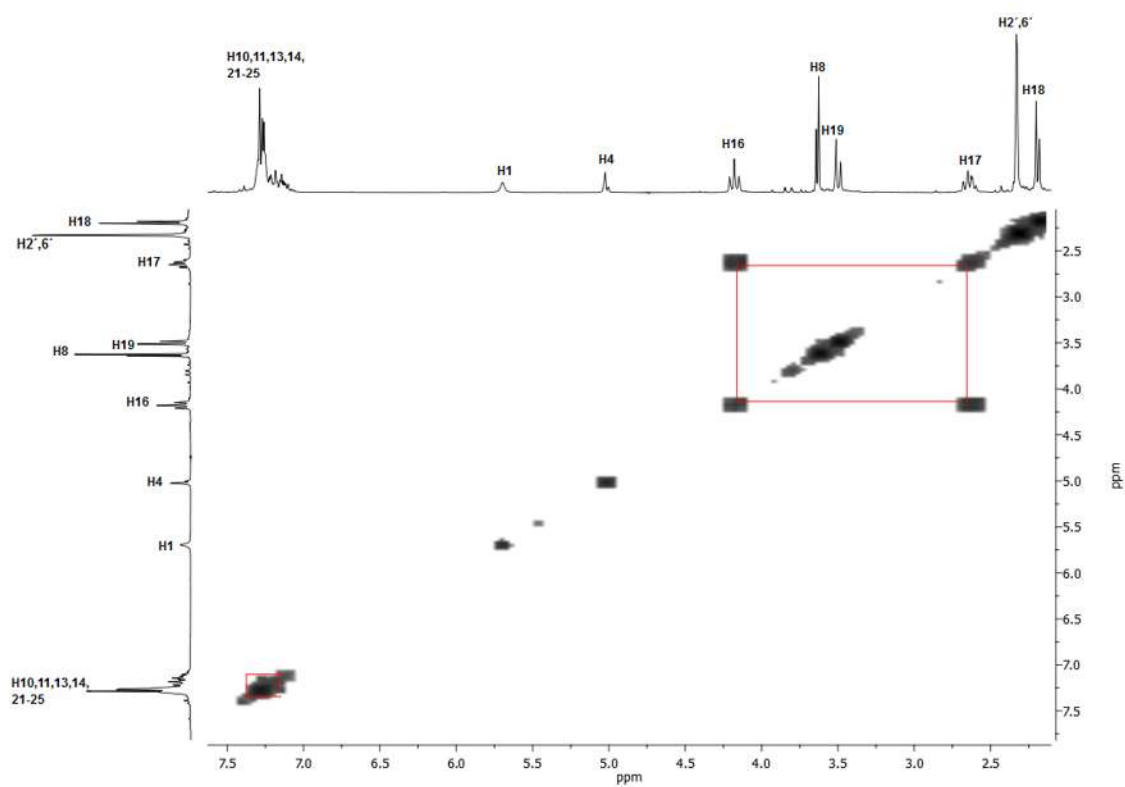 H2´,6´
H10,11,13,14,
21-25
H8
H18
H19
H16
H1
H4
H17
H18
H2´,6´
H17
H19
H8
H16
H4
H1
H10,11,13,14,
21-25
2.5
3.0
3.5
4.0
4.5
5.0
5.5
6.0
6.5
7.0
7.5
ppm
7.5 7.0 6.5 6.0 5.5 5.0 4.5 4.0 3.5 3.0 2.5
ppm